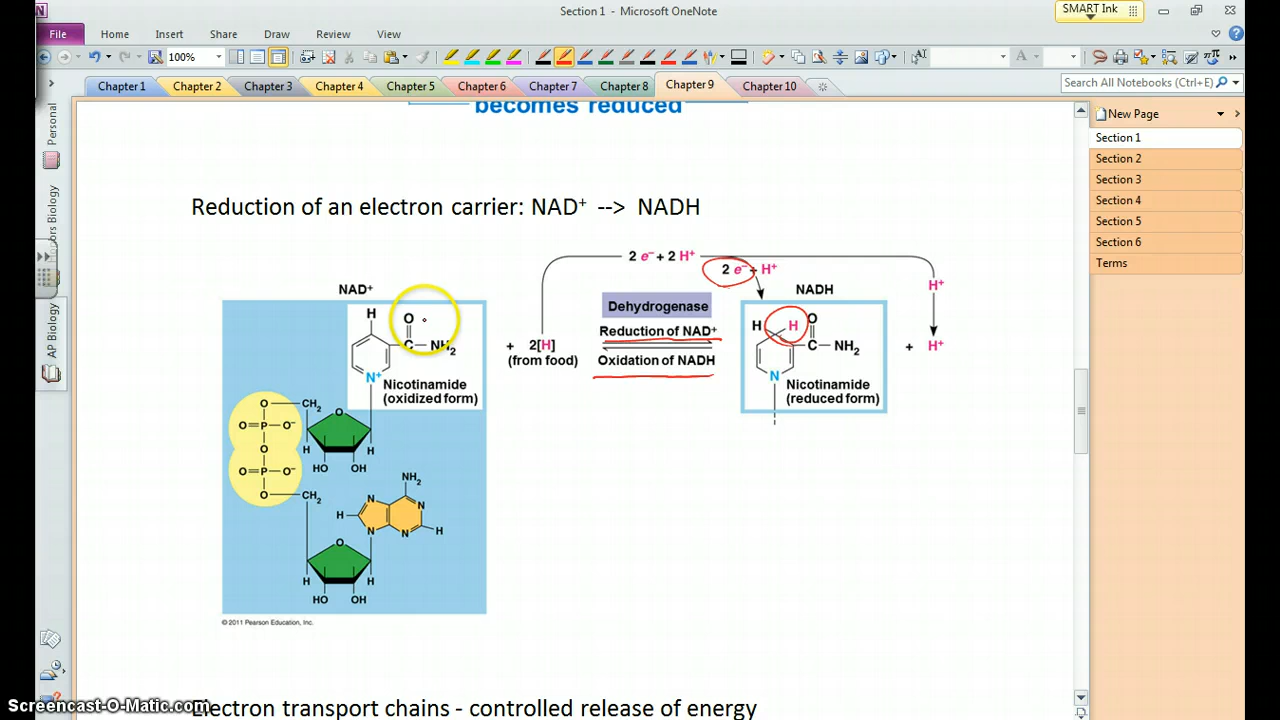 Section 1 - Microsoft OneNote
SMART Ink
File Home Insert Share Draw Review View
100%
Chapter 1 Chapter 2 Chapter 3 Chapter 4 Chapter 5 Chapter 6 Chapter 7 Chapter 8 Chapter 9 Chapter 10
Search All Notebooks (Ctrl+E)
Personal
AP Biology
New Page
Section 1
Section 2
Section 3
Section 4
Section 5
Section 6
Terms
becomes reduced
Reduction of an electron carrier: NAD⁺ --> NADH
2 e⁻ + 2 H⁺
2 e⁻ + H⁺
H⁺
NAD⁺
NADH
Dehydrogenase
Reduction of NAD⁺
Oxidation of NADH
H O
C NH₂
N⁺
Nicotinamide
(oxidized form)
+ 2[H]
(from food)
H H O
C NH₂
N
Nicotinamide
(reduced form)
+ H⁺
O CH₂
O
O P O⁻
H H
O
HO OH
O P O⁻
O CH₂
NH₂
N N
H
N N H
O
H H
HO OH
© 2011 Pearson Education, Inc.
Electron transport chains - controlled release of energy
Screencast-O-Matic.com